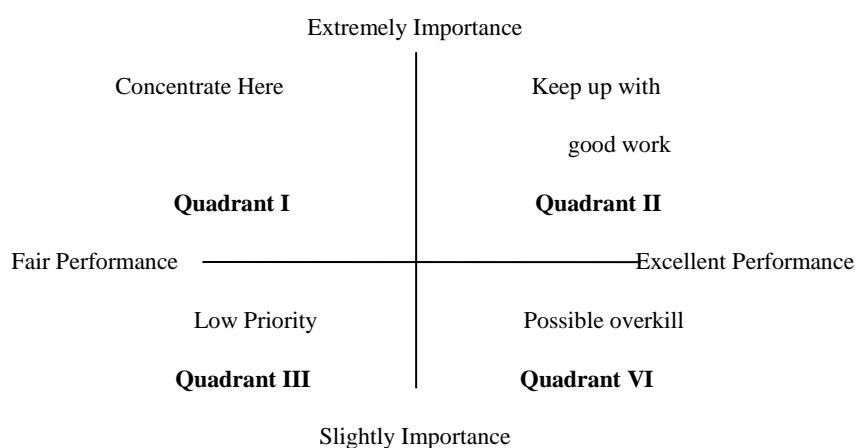 Extremely Importance
Concentrate Here
Keep up with
good work
Quadrant I
Quadrant II
Fair Performance
Excellent Performance
Low Priority
Possible overkill
Quadrant III
Quadrant VI
Slightly Importance